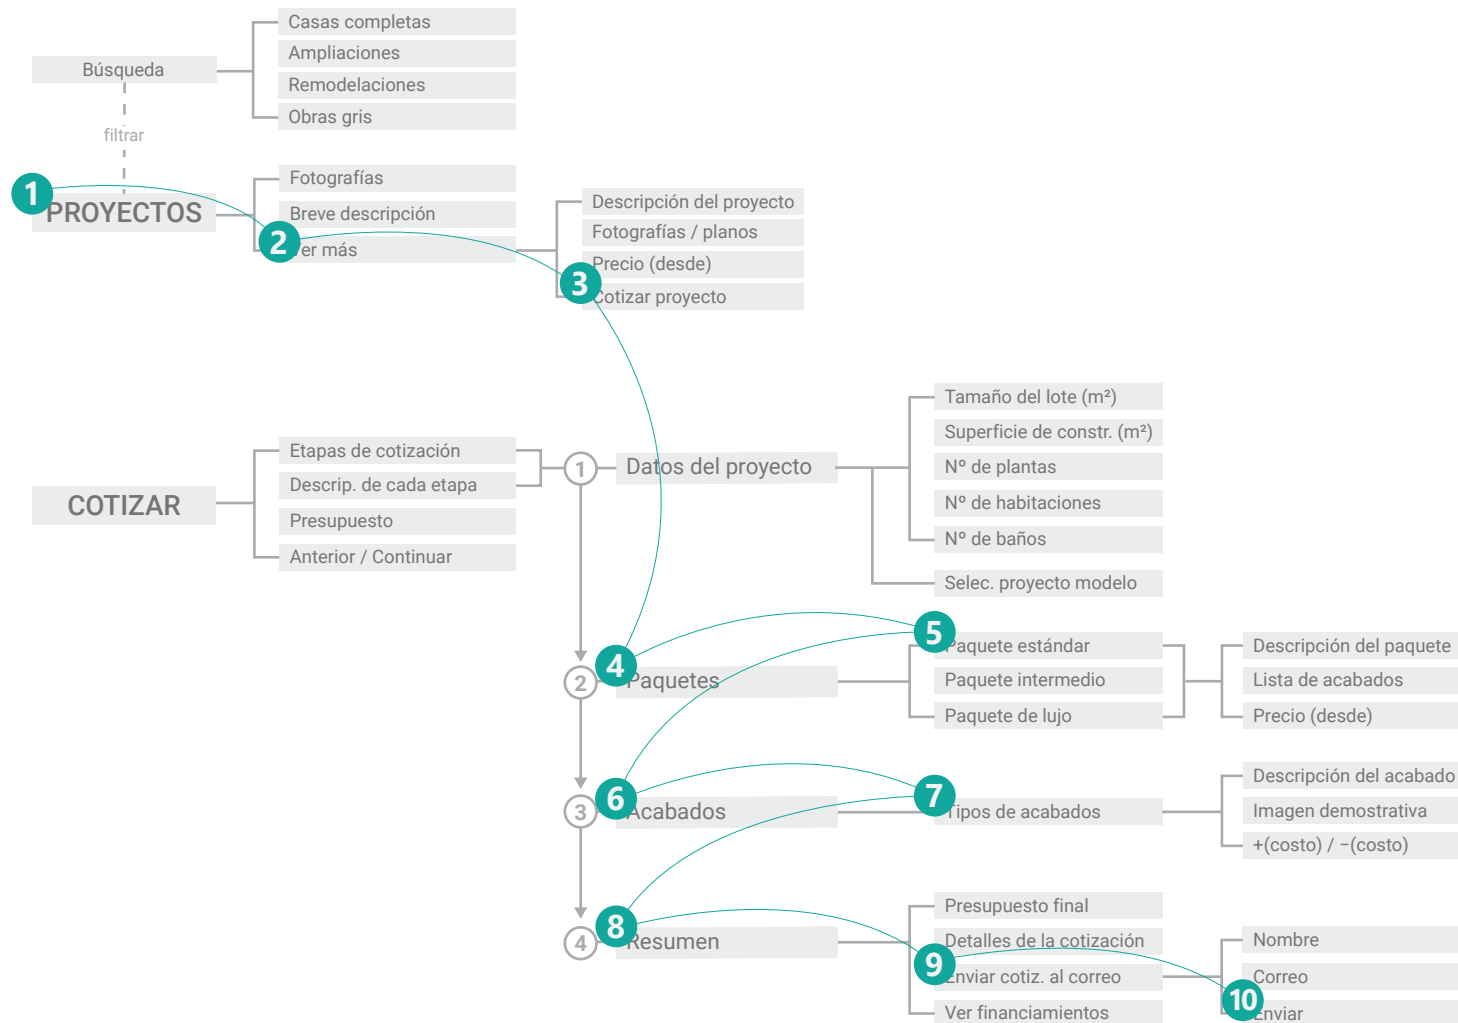 Búsqueda
Casas completas
Ampliaciones
Remodelaciones
Obras gris
filtrar
1
PROYECTOS
Fotografías
Breve descripción
2
Ver más
Descripción del proyecto
Fotografías / planos
Precio (desde)
3
Cotizar proyecto
COTIZAR
Etapas de cotización
Descrip. de cada etapa
Presupuesto
Anterior / Continuar
1
Datos del proyecto
Tamaño del lote (m²)
Superficie de constr. (m²)
Nº de plantas
Nº de habitaciones
Nº de baños
Selec. proyecto modelo
2
4
Paquetes
5
Paquete estándar
Paquete intermedio
Paquete de lujo
Descripción del paquete
Lista de acabados
Precio (desde)
3
6
Acabados
7
Tipos de acabados
Descripción del acabado
Imagen demostrativa
+(costo) / −(costo)
4
8
Resumen
Presupuesto final
Detalles de la cotización
9
Enviar cotiz. al correo
Ver financiamientos
Nombre
Correo
10
Enviar